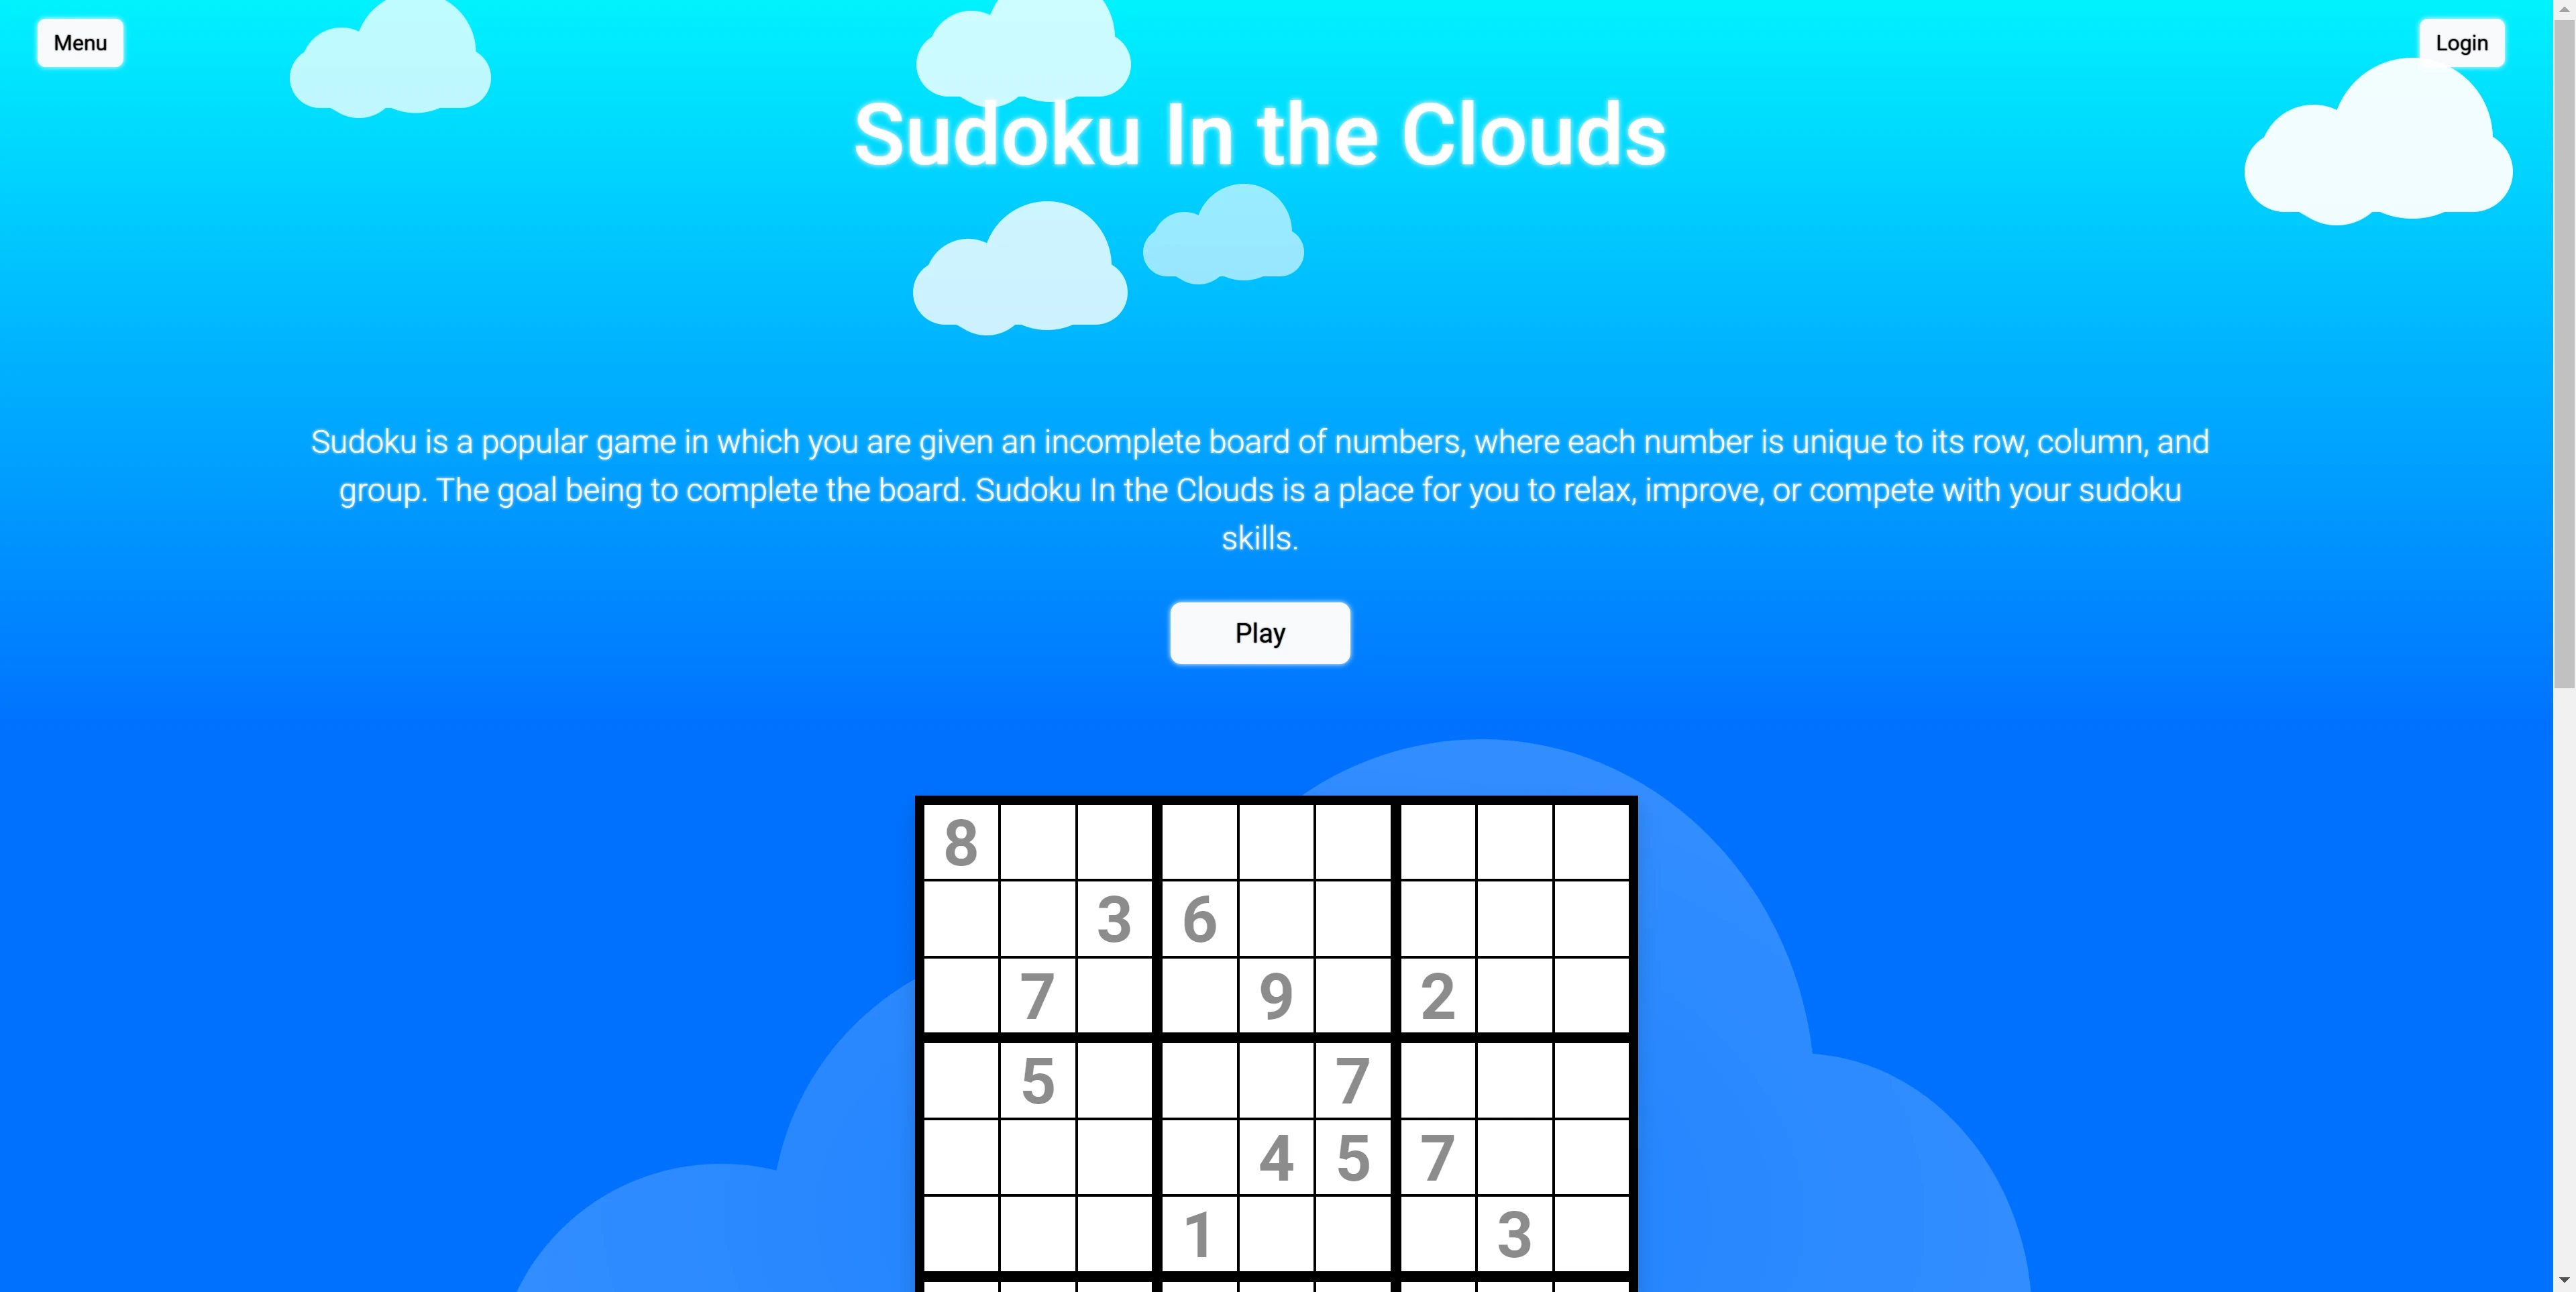 Menu
Login
Sudoku In the Clouds
Sudoku is a popular game in which you are given an incomplete board of numbers, where each number is unique to its row, column, and
group. The goal being to complete the board. Sudoku In the Clouds is a place for you to relax, improve, or compete with your sudoku
skills.
Play
8
3 6
7 9 2
5 7
4 5 7
1 3